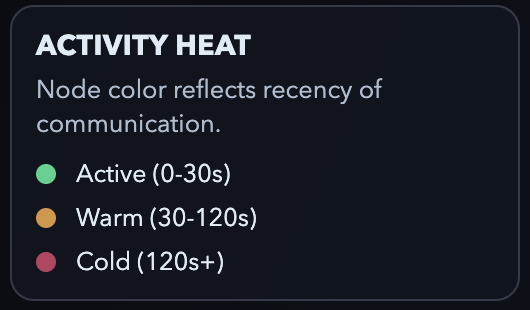 ACTIVITY HEAT
Node color reflects recency of
communication.
Active (0-30s)
Warm (30-120s)
Cold (120s+)